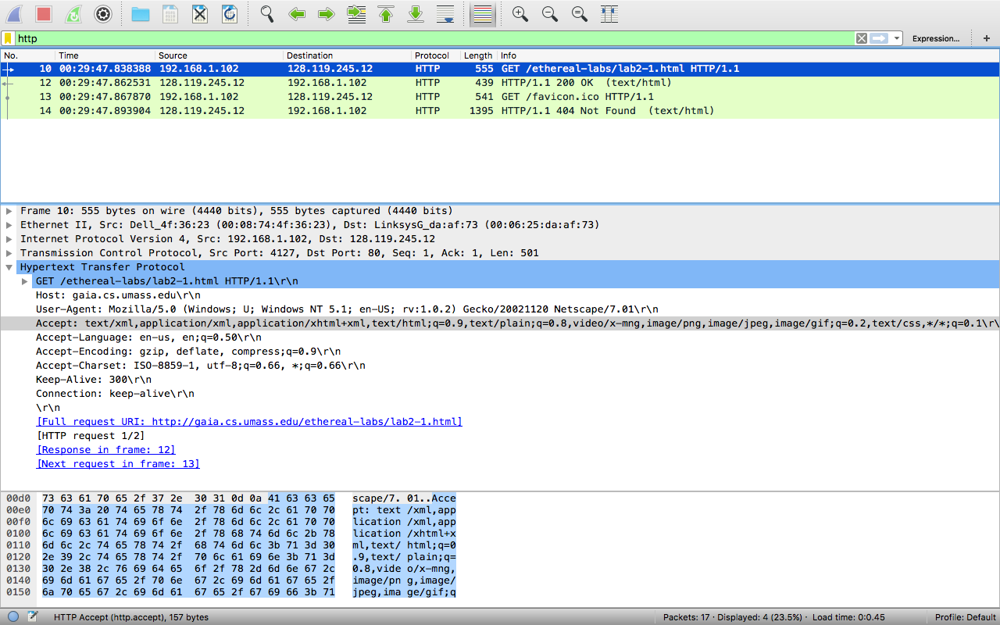 http
Expression...
+
No. Time Source Destination Protocol Length Info
10 00:29:47.838388 192.168.1.102 128.119.245.12 HTTP 555 GET /ethereal-labs/lab2-1.html HTTP/1.1
12 00:29:47.862531 128.119.245.12 192.168.1.102 HTTP 439 HTTP/1.1 200 OK (text/html)
13 00:29:47.867870 192.168.1.102 128.119.245.12 HTTP 541 GET /favicon.ico HTTP/1.1
14 00:29:47.893904 128.119.245.12 192.168.1.102 HTTP 1395 HTTP/1.1 404 Not Found (text/html)
Frame 10: 555 bytes on wire (4440 bits), 555 bytes captured (4440 bits)
Ethernet II, Src: Dell_4f:36:23 (00:08:74:4f:36:23), Dst: LinksysG_da:af:73 (00:06:25:da:af:73)
Internet Protocol Version 4, Src: 192.168.1.102, Dst: 128.119.245.12
Transmission Control Protocol, Src Port: 4127, Dst Port: 80, Seq: 1, Ack: 1, Len: 501
Hypertext Transfer Protocol
GET /ethereal-labs/lab2-1.html HTTP/1.1\r\n
Host: gaia.cs.umass.edu\r\n
User-Agent: Mozilla/5.0 (Windows; U; Windows NT 5.1; en-US; rv:1.0.2) Gecko/20021120 Netscape/7.01\r\n
Accept: text/xml,application/xml,application/xhtml+xml,text/html;q=0.9,text/plain;q=0.8,video/x-mng,image/png,image/jpeg,image/gif;q=0.2,text/css,*/*;q=0.1\r\
Accept-Language: en-us, en;q=0.50\r\n
Accept-Encoding: gzip, deflate, compress;q=0.9\r\n
Accept-Charset: ISO-8859-1, utf-8;q=0.66, *;q=0.66\r\n
Keep-Alive: 300\r\n
Connection: keep-alive\r\n
\r\n
[Full request URI: http://gaia.cs.umass.edu/ethereal-labs/lab2-1.html]
[HTTP request 1/2]
[Response in frame: 12]
[Next request in frame: 13]
00d0 73 63 61 70 65 2f 37 2e 30 31 0d 0a 41 63 63 65 scape/7. 01..Acce
00e0 70 74 3a 20 74 65 78 74 2f 78 6d 6c 2c 61 70 70 pt: text /xml,app
00f0 6c 69 63 61 74 69 6f 6e 2f 78 6d 6c 2c 61 70 70 lication /xml,app
0100 6c 69 63 61 74 69 6f 6e 2f 78 68 74 6d 6c 2b 78 lication /xhtml+x
0110 6d 6c 2c 74 65 78 74 2f 68 74 6d 6c 3b 71 3d 30 ml,text/ html;q=0
0120 2e 39 2c 74 65 78 74 2f 70 6c 61 69 6e 3b 71 3d .9,text/ plain;q=
0130 30 2e 38 2c 76 69 64 65 6f 2f 78 2d 6d 6e 67 2c 0.8,vide o/x-mng,
0140 69 6d 61 67 65 2f 70 6e 67 2c 69 6d 61 67 65 2f image/pn g,image/
0150 6a 70 65 67 2c 69 6d 61 67 65 2f 67 69 66 3b 71 jpeg,ima ge/gif;q
HTTP Accept (http.accept), 157 bytes
Packets: 17 · Displayed: 4 (23.5%) · Load time: 0:0.45
Profile: Default